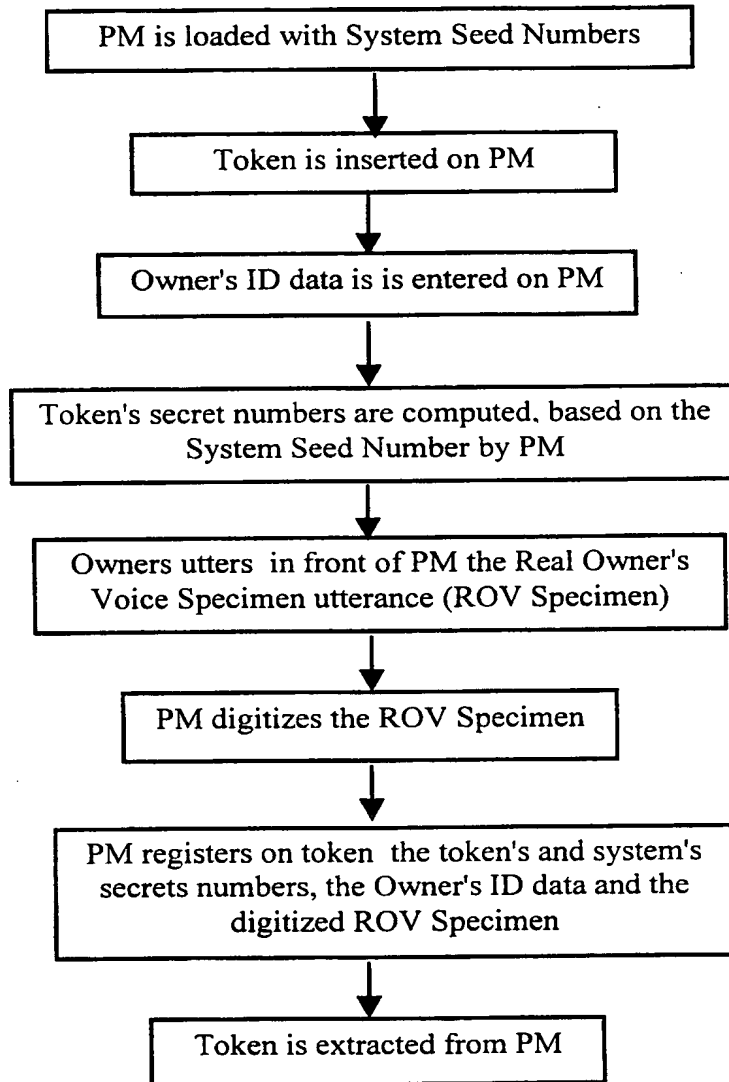 PM is loaded with System Seed Numbers
Token is inserted on PM
Owner's ID data is is entered on PM
Token's secret numbers are computed, based on the
System Seed Number by PM
Owners utters in front of PM the Real Owner's
Voice Specimen utterance (ROV Specimen)
PM digitizes the ROV Specimen
PM registers on token the token's and system's
secrets numbers, the Owner's ID data and the
digitized ROV Specimen
Token is extracted from PM